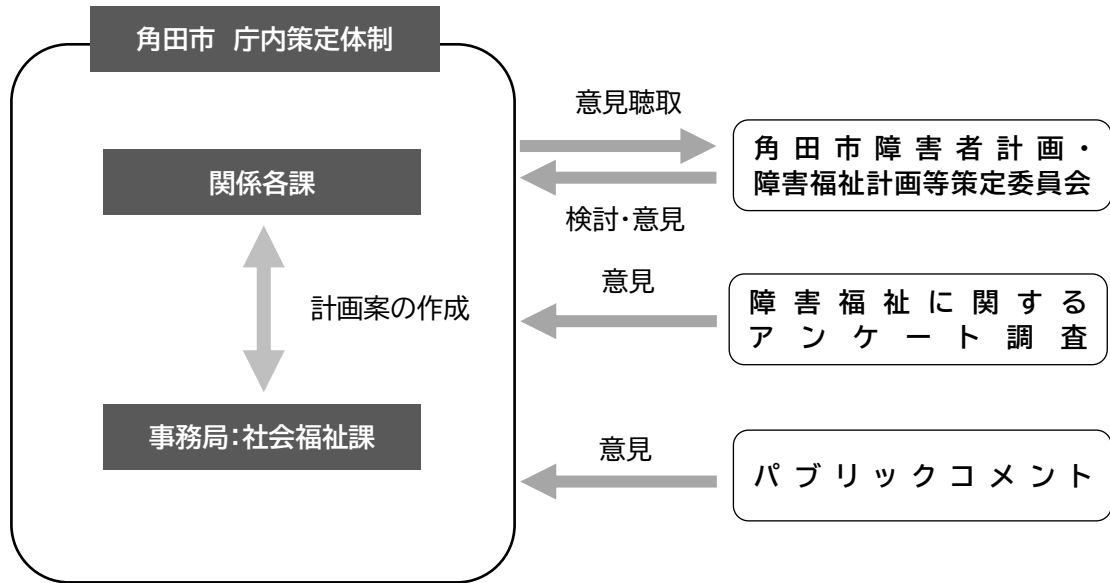 角田市 庁内策定体制
関係各課
計画案の作成
事務局:社会福祉課
意見聴取
検討・意見
角田市障害者計画・
障害福祉計画等策定委員会
意見
障害福祉に関する
アンケート調査
意見
パブリックコメント